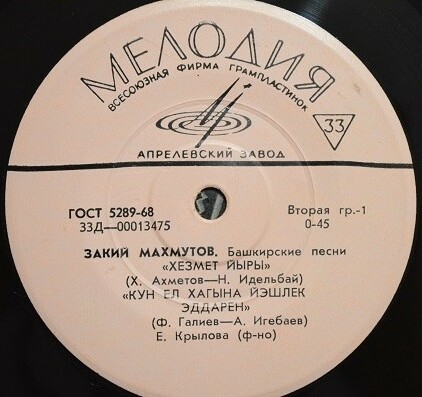 МЕЛОДИЯ
ВСЕСОЮЗНАЯ ФИРМА ГРАМПЛАСТИНОК
33
АПРЕЛЕВСКИЙ ЗАВОД
ГОСТ 5289-68
33Д—00013475
Вторая гр.-1
0-45
ЗАКИЙ МАХМУТОВ. Башкирские песни
«ХЕЗМЕТ ЙЫРЫ»
(Х. Ахметов—Н. Идельбай)
«КУН ЕЛ ХАГЫНА ЙЭШЛЕК
ЭДДАРЕН»
(Ф. Галиев—А. Игебаев)
Е. Крылова (ф-но)